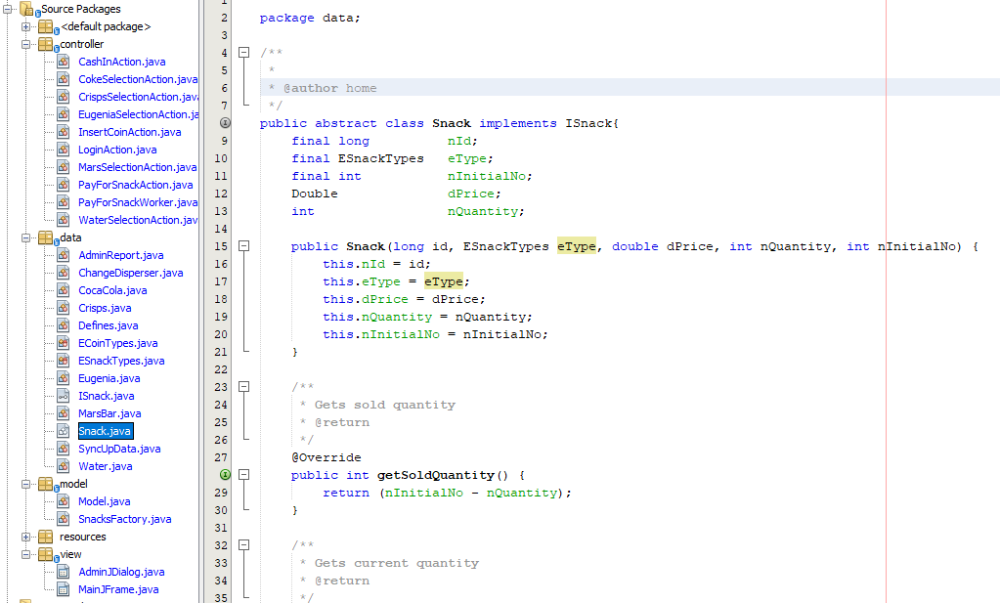 Source Packages
<default package>
controller
CashInAction.java
CokeSelectionAction.java
CrispsSelectionAction.java
EugeniaSelectionAction.ja
InsertCoinAction.java
LoginAction.java
MarsSelectionAction.java
PayForSnackAction.java
PayForSnackWorker.java
WaterSelectionAction.jav
data
AdminReport.java
ChangeDisperser.java
CocaCola.java
Crisps.java
Defines.java
ECoinTypes.java
ESnackTypes.java
Eugenia.java
ISnack.java
MarsBar.java
Snack.java
SyncUpData.java
Water.java
model
Model.java
SnacksFactory.java
resources
view
AdminJDialog.java
MainJFrame.java
1
2 package data;
3
4 /**
5 *
6 * @author home
7 */
public abstract class Snack implements ISnack{
9 final long nId;
10 final ESnackTypes eType;
11 final int nInitialNo;
12 Double dPrice;
13 int nQuantity;
14
15 public Snack(long id, ESnackTypes eType, double dPrice, int nQuantity, int nInitialNo) {
16 this.nId = id;
17 this.eType = eType;
18 this.dPrice = dPrice;
19 this.nQuantity = nQuantity;
20 this.nInitialNo = nInitialNo;
21 }
22
23 /**
24 * Gets sold quantity
25 * @return
26 */
27 @Override
public int getSoldQuantity() {
29 return (nInitialNo - nQuantity);
30 }
31
32 /**
33 * Gets current quantity
34 * @return
35 */